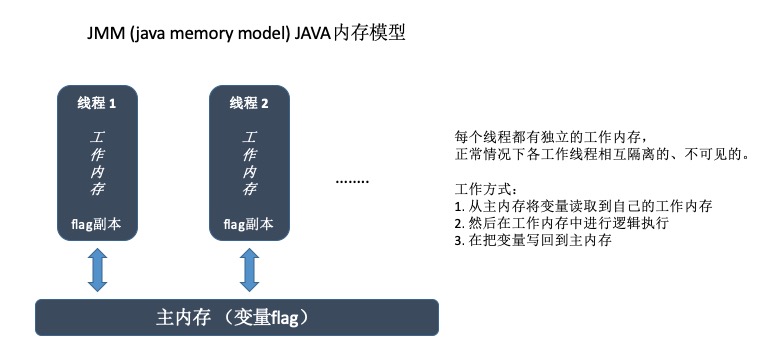 JMM (java memory model) JAVA内存模型
线程 1
工
作
内
存
flag副本
线程 2
工
作
内
存
flag副本
........
每个线程都有独立的工作内存，
正常情况下各工作线程相互隔离的、不可见的。
工作方式：
1. 从主内存将变量读取到自己的工作内存
2. 然后在工作内存中进行逻辑执行
3. 在把变量写回到主内存
主内存 （变量flag）